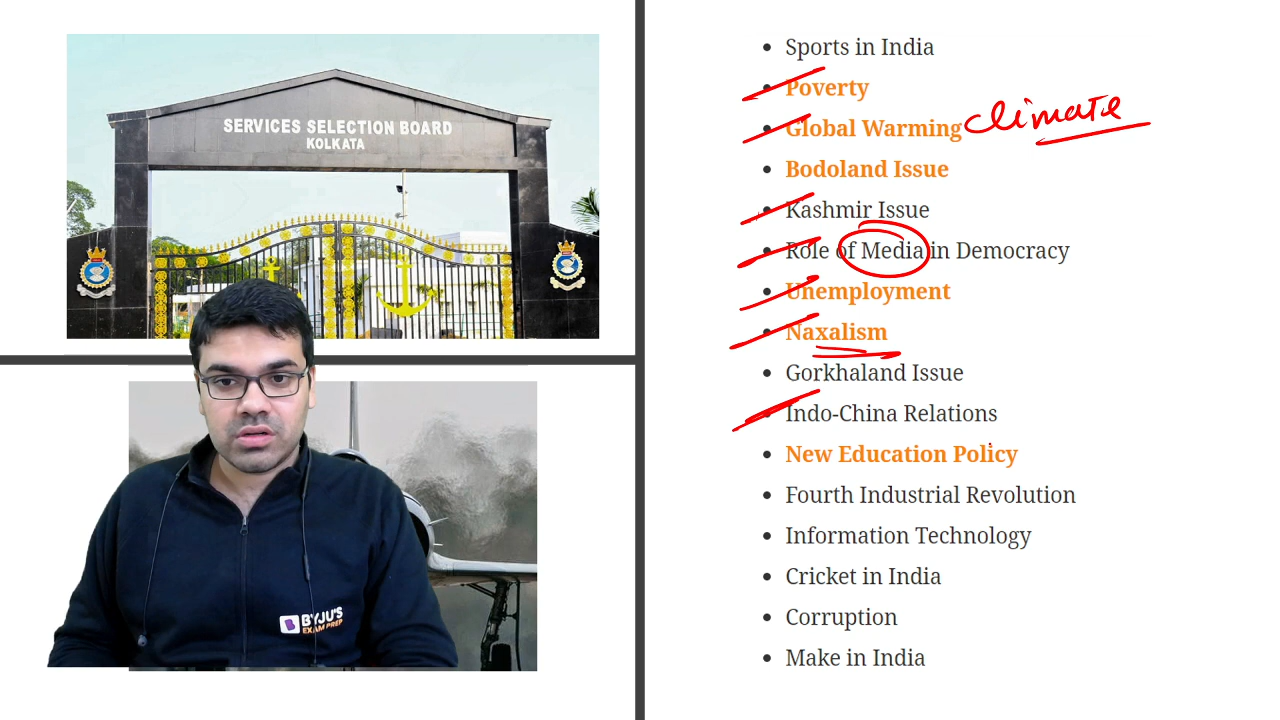 SERVICES SELECTION BOARD
KOLKATA
BYJU'S
EXAM PREP
Sports in India
Poverty
Global Warming climate
Bodoland Issue
Kashmir Issue
Role of Media in Democracy
Unemployment
Naxalism
Gorkhaland Issue
Indo-China Relations
New Education Policy
Fourth Industrial Revolution
Information Technology
Cricket in India
Corruption
Make in India